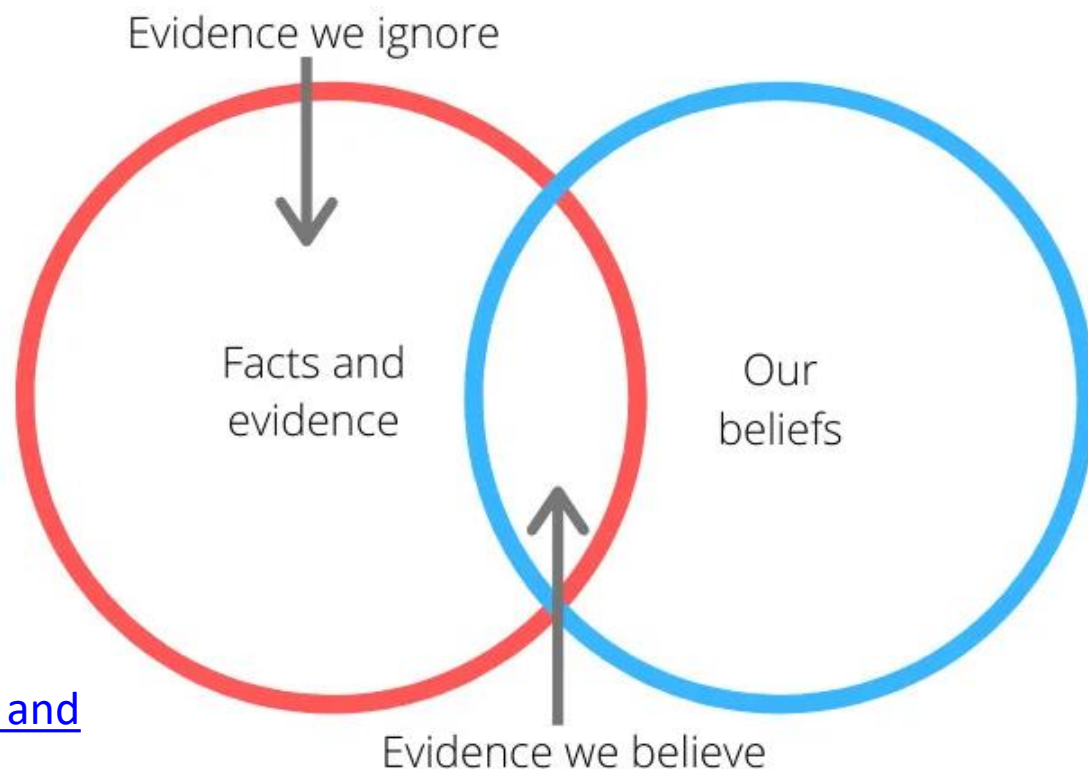 Evidence we ignore
Facts and
evidence
Our
beliefs
and
Evidence we believe